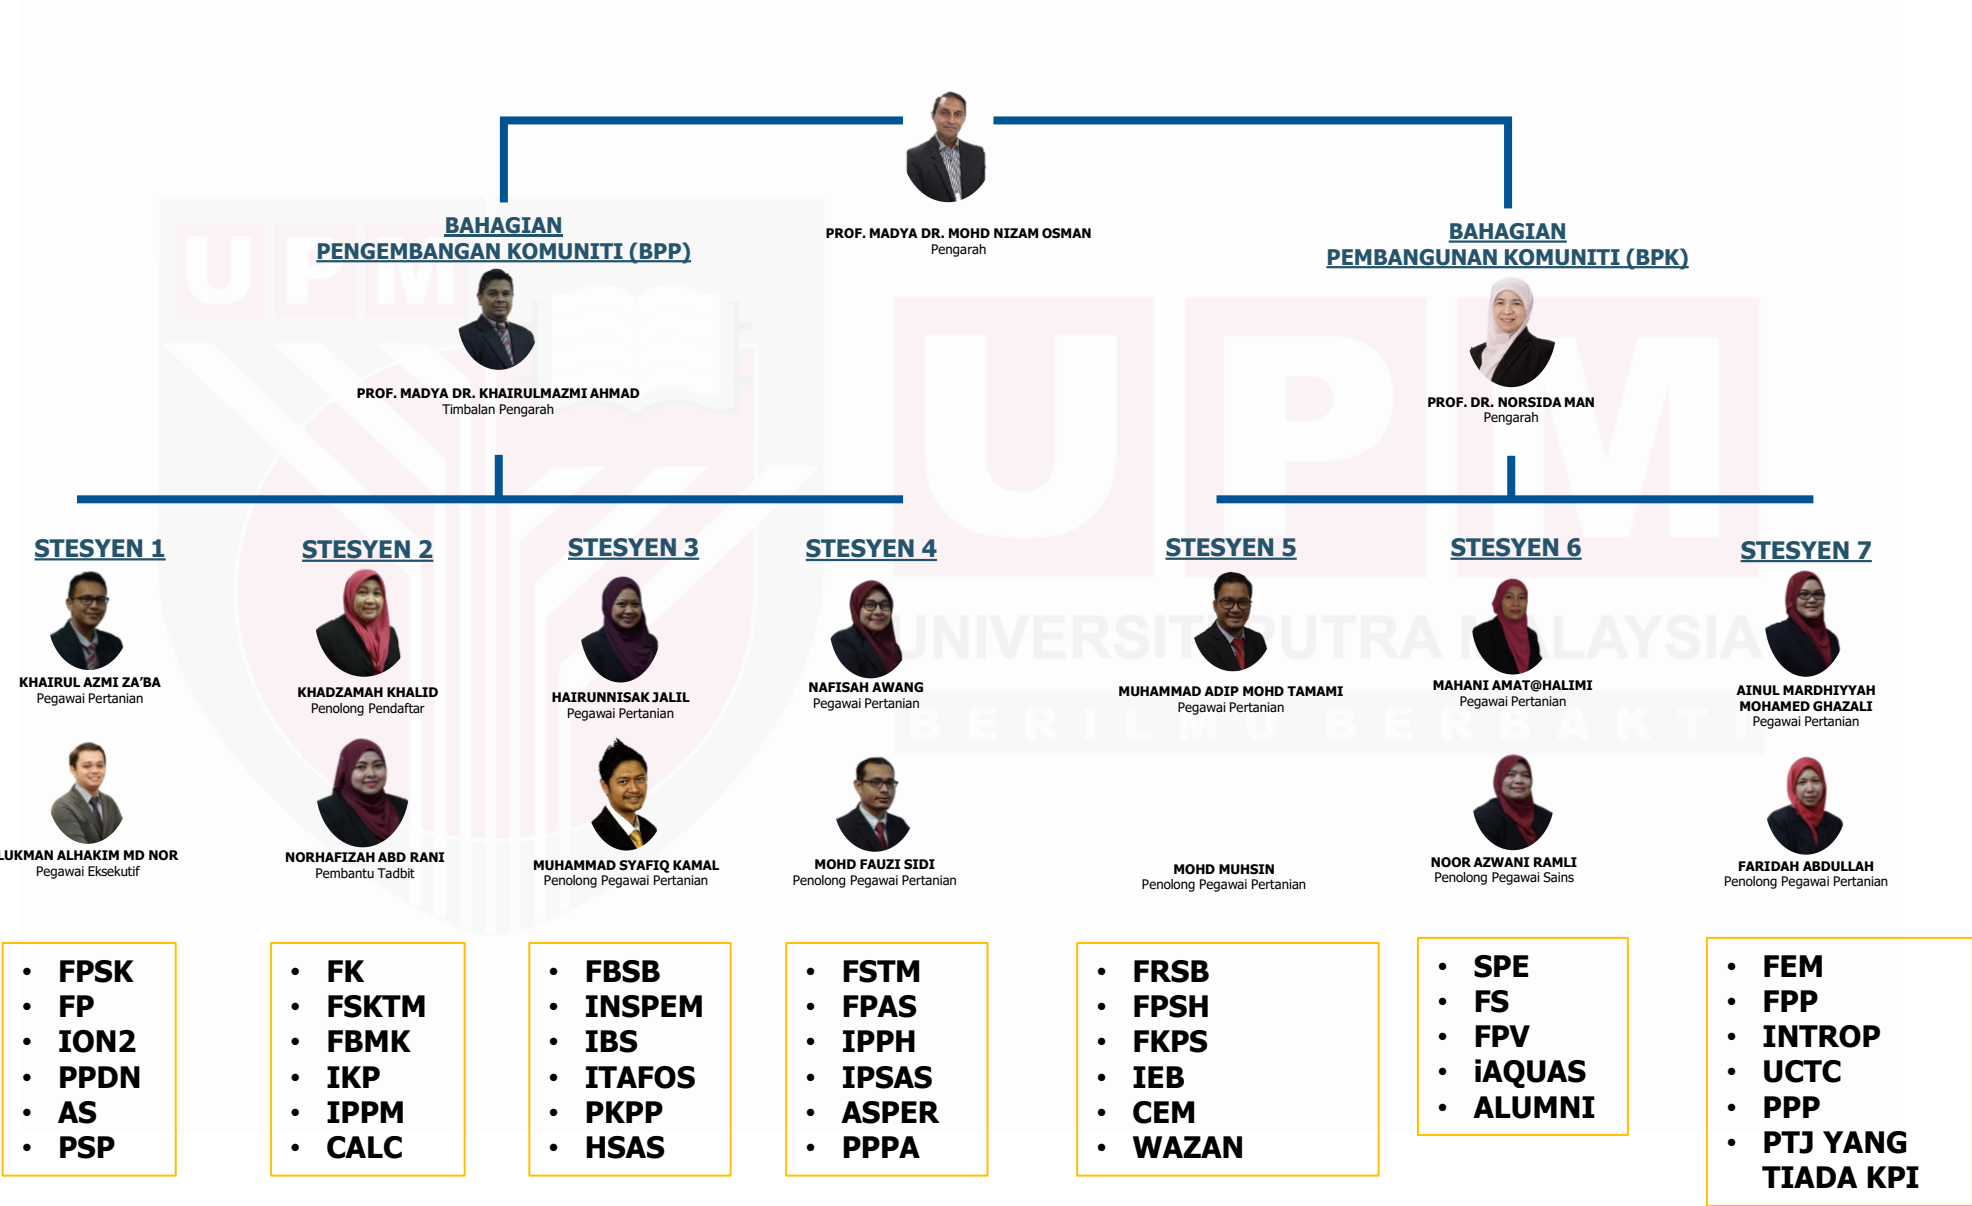 PROF. MADYA DR. MOHD NIZAM OSMAN
Pengarah
BAHAGIAN
PENGEMBANGAN KOMUNITI (BPP)
PROF. MADYA DR. KHAIRULMAZMI AHMAD
Timbalan Pengarah
BAHAGIAN
PEMBANGUNAN KOMUNITI (BPK)
PROF. DR. NORSIDA MAN
Pengarah
UPM
UPM
UNIVERSITI PUTRA MALAYSIA
BERILMU BERBAKTI
STESYEN 1
KHAIRUL AZMI ZA’BA
Pegawai Pertanian
LUKMAN ALHAKIM MD NOR
Pegawai Eksekutif
• FPSK
• FP
• ION2
• PPDN
• AS
• PSP
STESYEN 2
KHADZAMAH KHALID
Penolong Pendaftar
NORHAFIZAH ABD RANI
Pembantu Tadbit
• FK
• FSKTM
• FBMK
• IKP
• IPPM
• CALC
STESYEN 3
HAIRUNNISAK JALIL
Pegawai Pertanian
MUHAMMAD SYAFIQ KAMAL
Penolong Pegawai Pertanian
• FBSB
• INSPEM
• IBS
• ITAFOS
• PKPP
• HSAS
STESYEN 4
NAFISAH AWANG
Pegawai Pertanian
MOHD FAUZI SIDI
Penolong Pegawai Pertanian
• FSTM
• FPAS
• IPPH
• IPSAS
• ASPER
• PPPA
STESYEN 5
MUHAMMAD ADIP MOHD TAMAMI
Pegawai Pertanian
MOHD MUHSIN
Penolong Pegawai Pertanian
• FRSB
• FPSH
• FKPS
• IEB
• CEM
• WAZAN
STESYEN 6
MAHANI AMAT@HALIMI
Pegawai Pertanian
NOOR AZWANI RAMLI
Penolong Pegawai Sains
• SPE
• FS
• FPV
• iAQUAS
• ALUMNI
STESYEN 7
AINUL MARDHIYYAH
MOHAMED GHAZALI
Pegawai Pertanian
FARIDAH ABDULLAH
Penolong Pegawai Pertanian
• FEM
• FPP
• INTROP
• UCTC
• PPP
• PTJ YANG
TIADA KPI